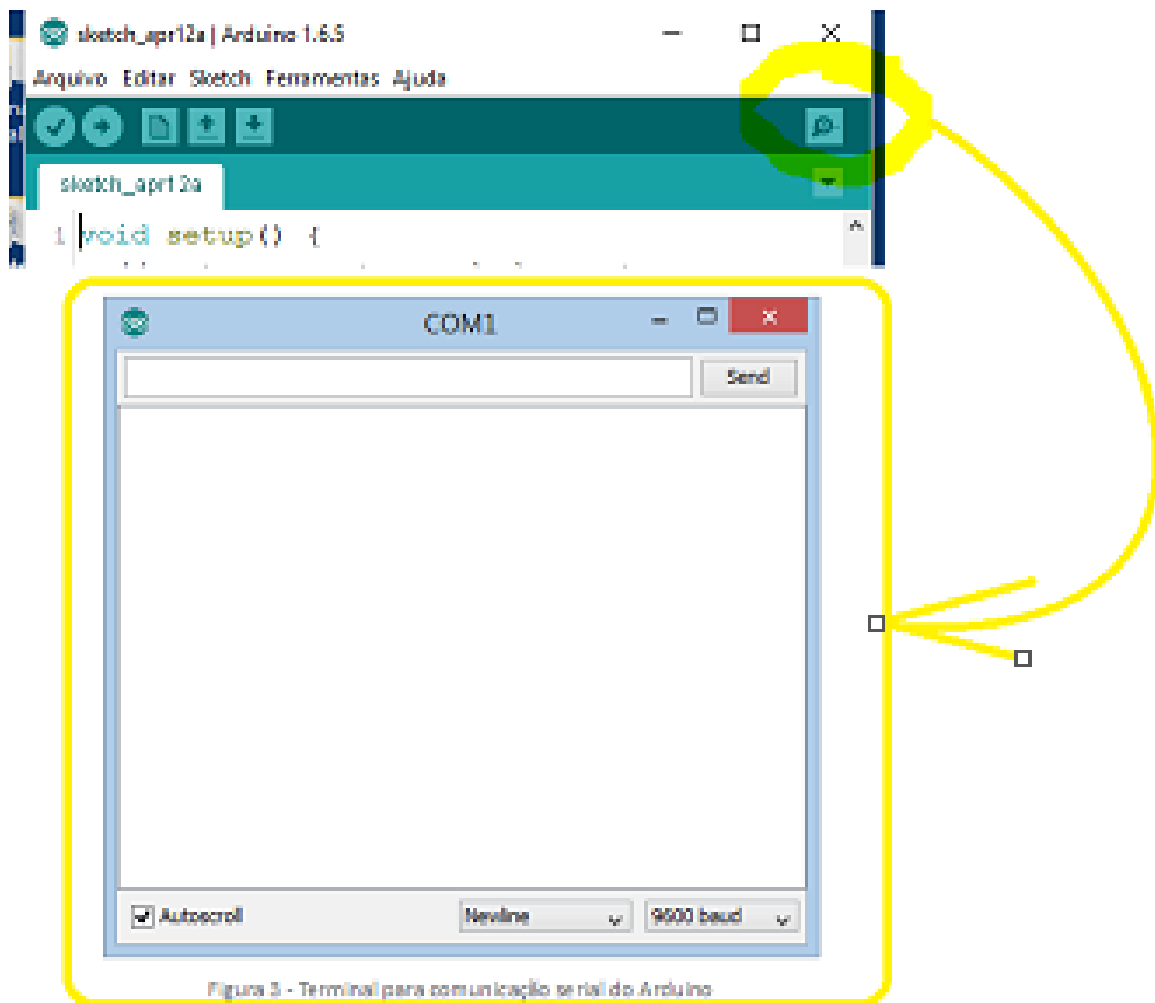 sketch_apr12a | Arduino 1.6.5
Arquivo Editar Sketch Ferramentas Ajuda
sketch_apr12a
1 void setup() {
COM1
Send
Autoscroll
Newline
9600 baud
Figura 3 - Terminal para comunicação serial do Arduino